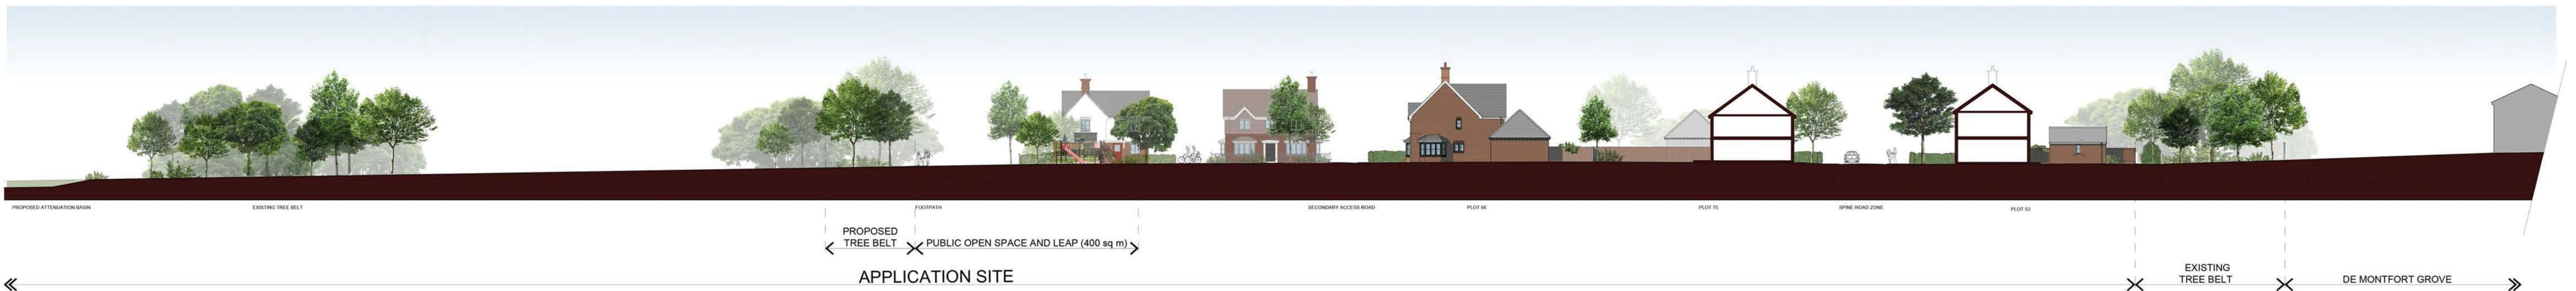 PROPOSED ATTENUATION BASIN
EXISTING TREE BELT
FOOTPATH
SECONDARY ACCESS ROAD
PLOT 66
PLOT 75
SPINE ROAD ZONE
PLOT 53
PROPOSED
TREE BELT
PUBLIC OPEN SPACE AND LEAP (400 sq m)
APPLICATION SITE
EXISTING
TREE BELT
DE MONTFORT GROVE